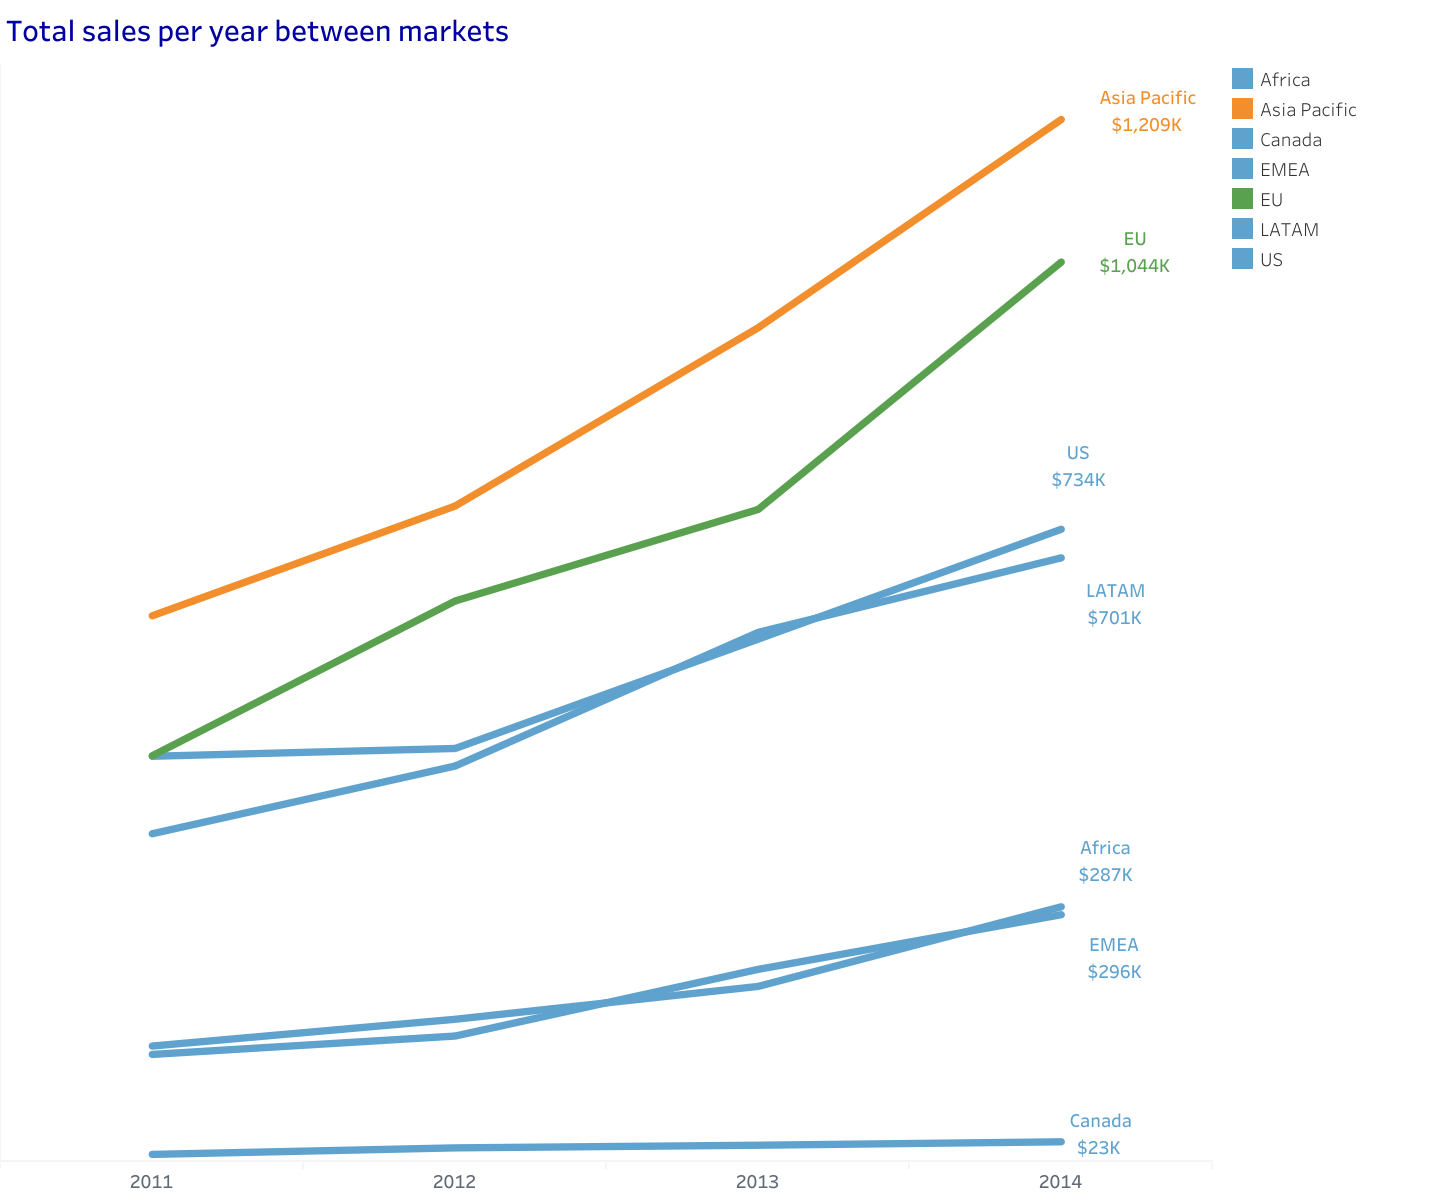 Total sales per year between markets
Africa
Asia Pacific
Canada
EMEA
EU
LATAM
US
Asia Pacific
$1,209K
EU
$1,044K
US
$734K
LATAM
$701K
Africa
$287K
EMEA
$296K
Canada
$23K
2011
2012
2013
2014